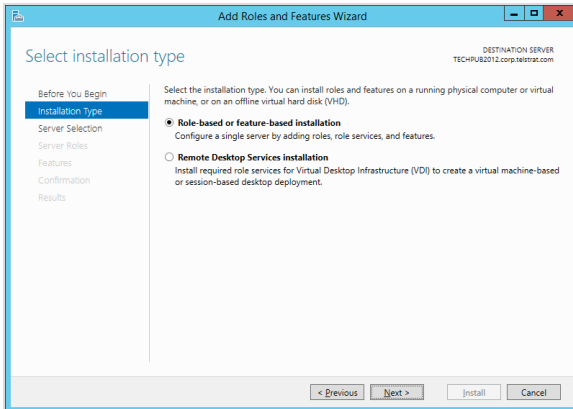 Add Roles and Features Wizard
Select installation type
DESTINATION SERVER
TECHPUB2012.corp.telstrat.com
Before You Begin
Installation Type
Server Selection
Server Roles
Features
Confirmation
Results
Select the installation type. You can install roles and features on a running physical computer or virtual
machine, or on an offline virtual hard disk (VHD).
Role-based or feature-based installation
Configure a single server by adding roles, role services, and features.
Remote Desktop Services installation
Install required role services for Virtual Desktop Infrastructure (VDI) to create a virtual machine-based
or session-based desktop deployment.
< Previous Next > Install Cancel